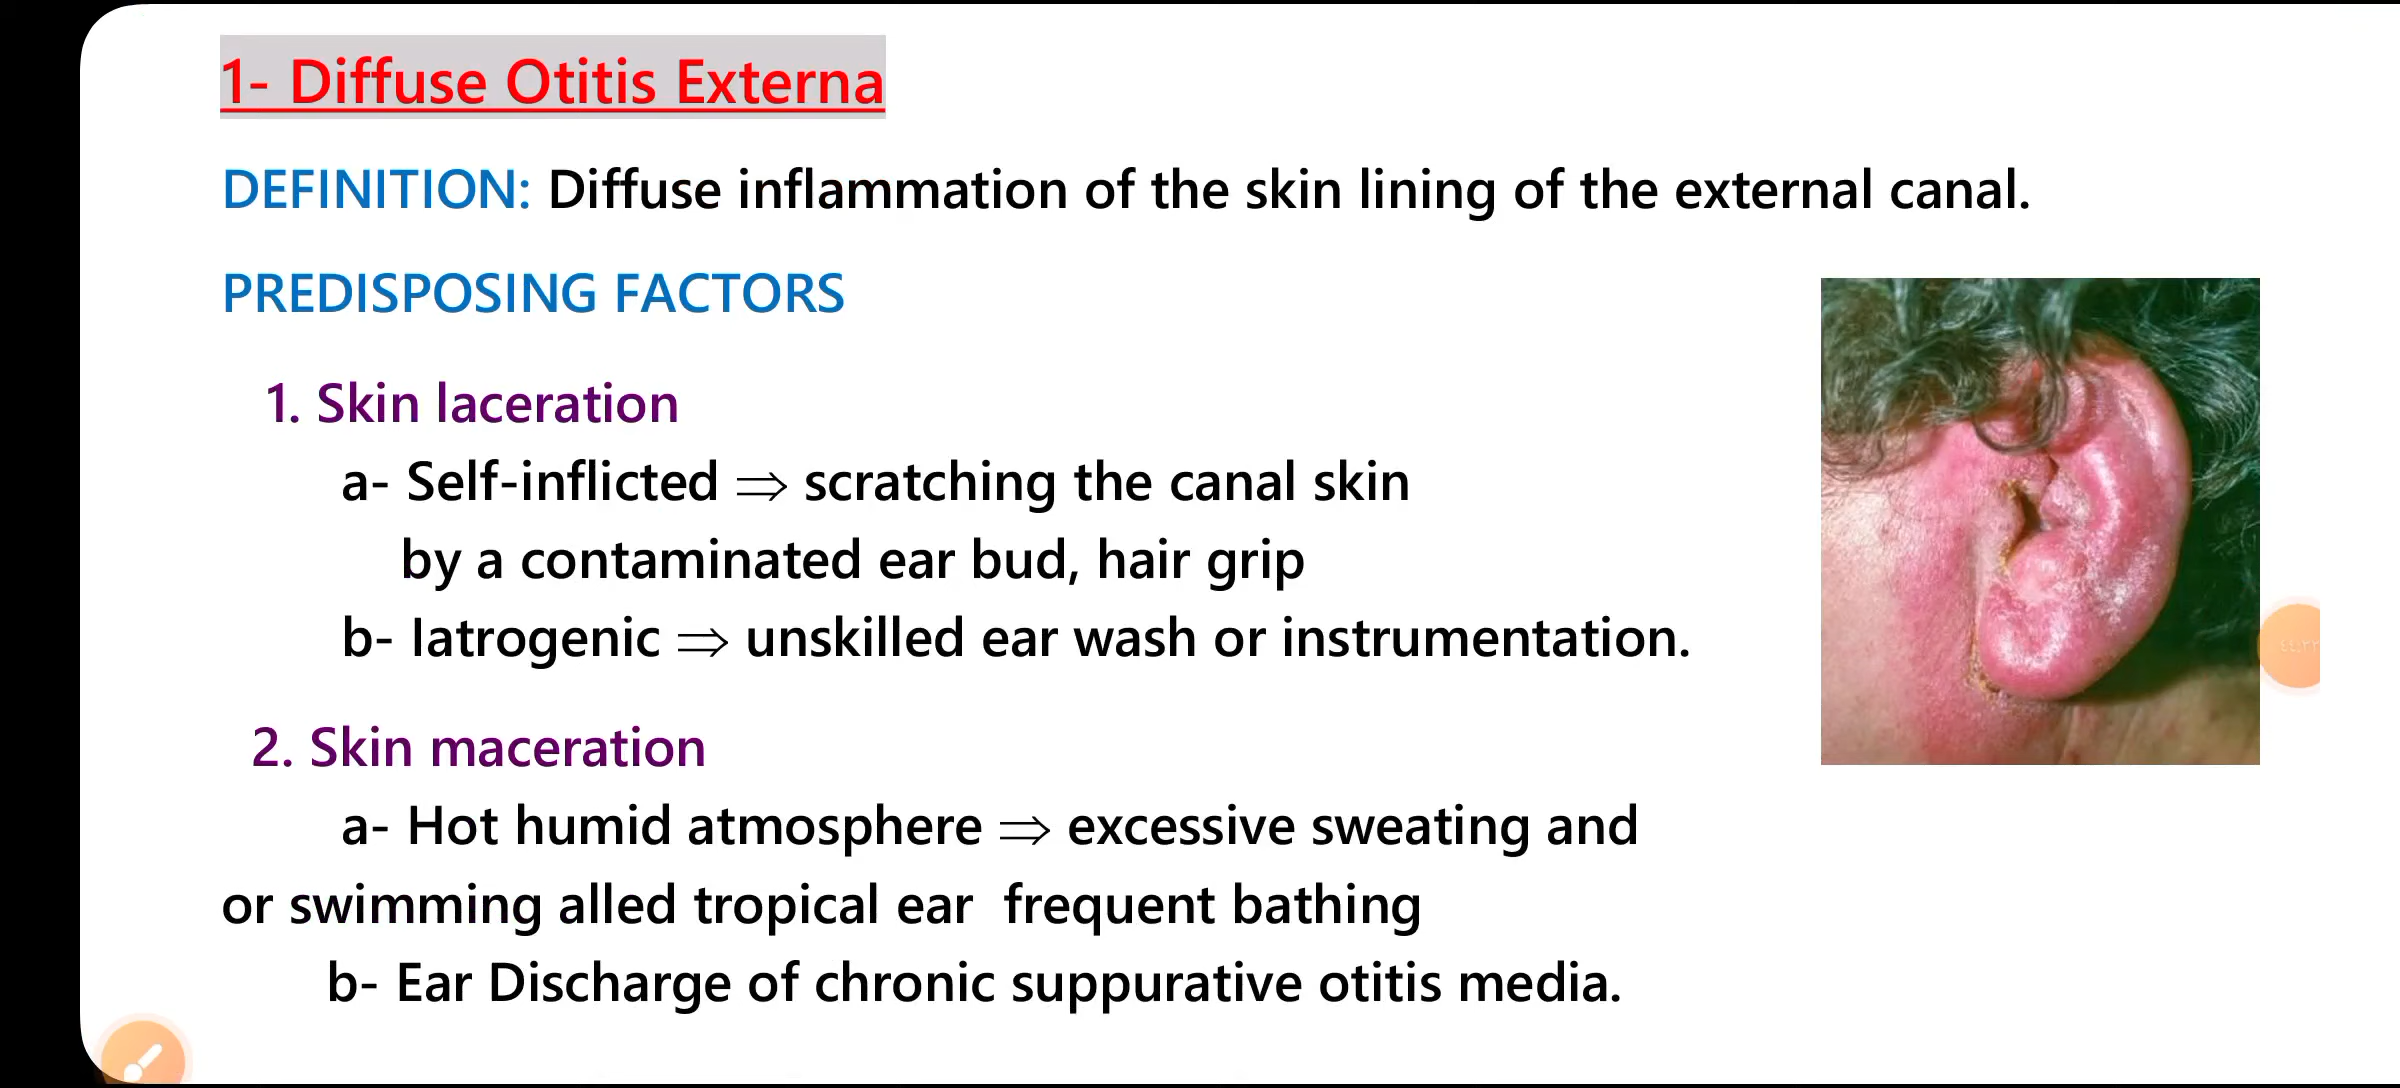 1- Diffuse Otitis Externa
DEFINITION: Diffuse inflammation of the skin lining of the external canal.
PREDISPOSING FACTORS
1. Skin laceration
a- Self-inflicted ⇒ scratching the canal skin
by a contaminated ear bud, hair grip
b- Iatrogenic ⇒ unskilled ear wash or instrumentation.
2. Skin maceration
a- Hot humid atmosphere ⇒ excessive sweating and
or swimming alled tropical ear  frequent bathing
b- Ear Discharge of chronic suppurative otitis media.